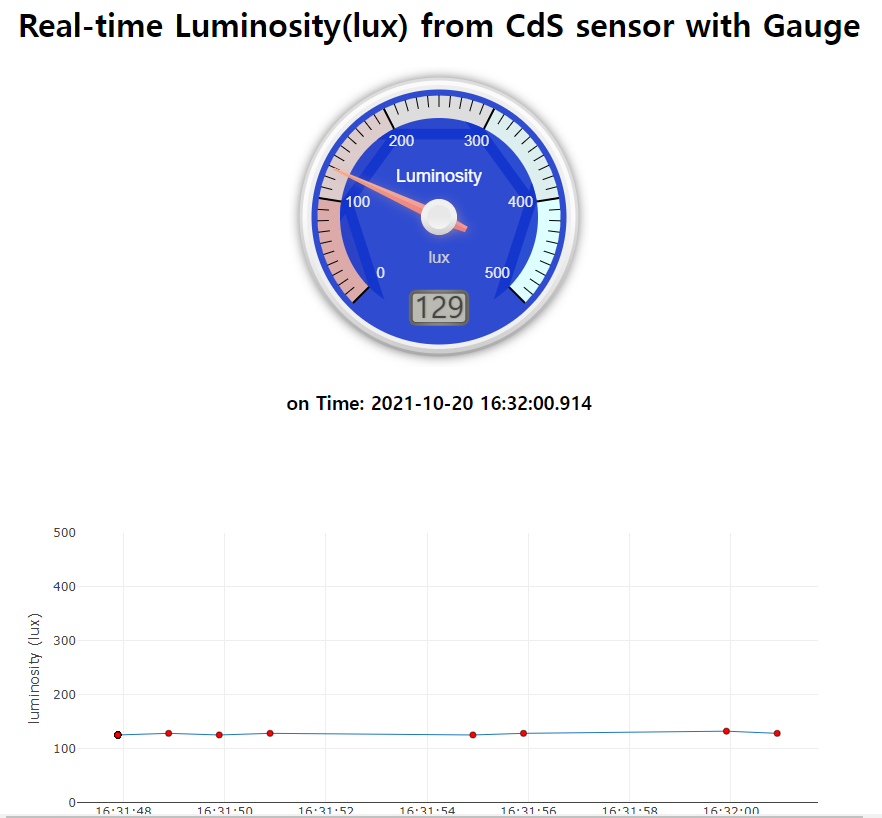 Real-time Luminosity(lux) from CdS sensor with Gauge
200 300
Luminosity
100 400
lux
0 500
129
on Time: 2021-10-20 16:32:00.914
500
400
300
200
100
0
luminosity (lux)
16:31:48 16:31:50 16:31:52 16:31:54 16:31:56 16:31:58 16:32:00